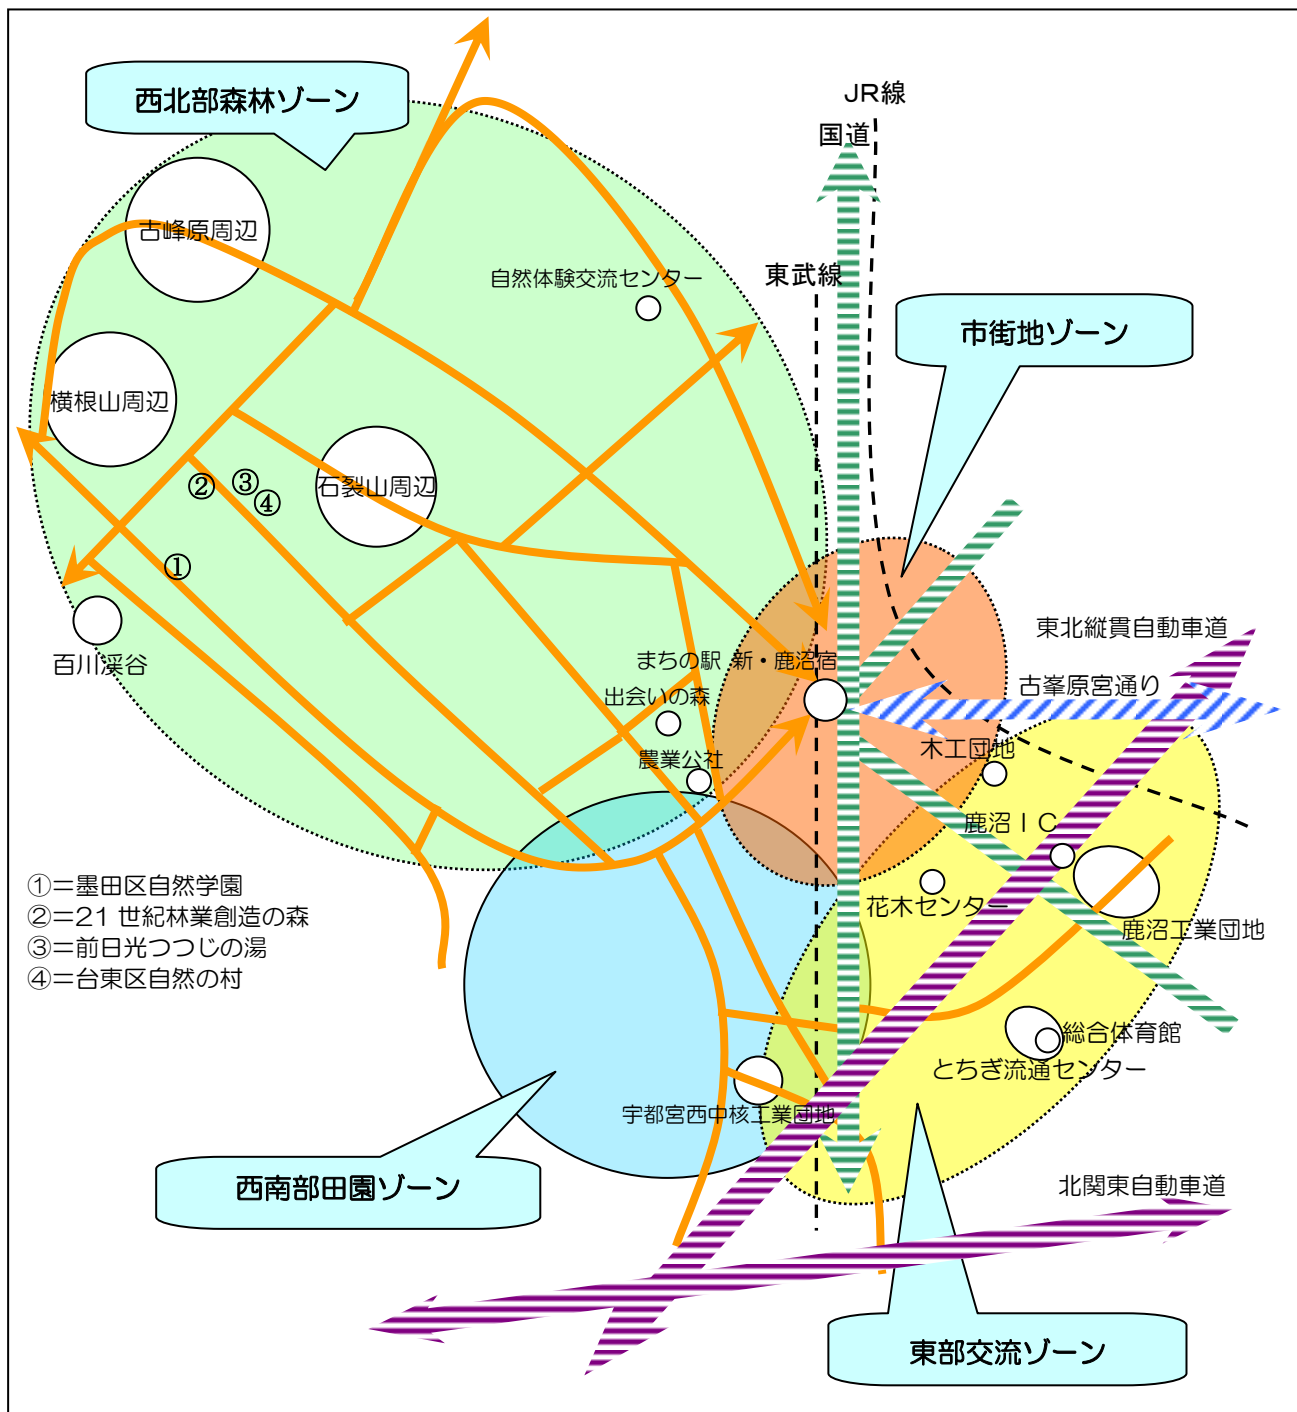 西北部森林ゾーン
JR線
国道
古峰原周辺
東武線
自然体験交流センター
市街地ゾーン
横根山周辺
②
③
④
石裂山周辺
①
百川渓谷
まちの駅 新・鹿沼宿
東北縦貫自動車道
古峯原宮通り
出会いの森
農業公社
木工団地
鹿沼IC
花木センター
鹿沼工業団地
①=墨田区自然学園
②=21世紀林業創造の森
③=前日光つつじの湯
④=台東区自然の村
総合体育館
とちぎ流通センター
宇都宮西中核工業団地
西南部田園ゾーン
北関東自動車道
東部交流ゾーン